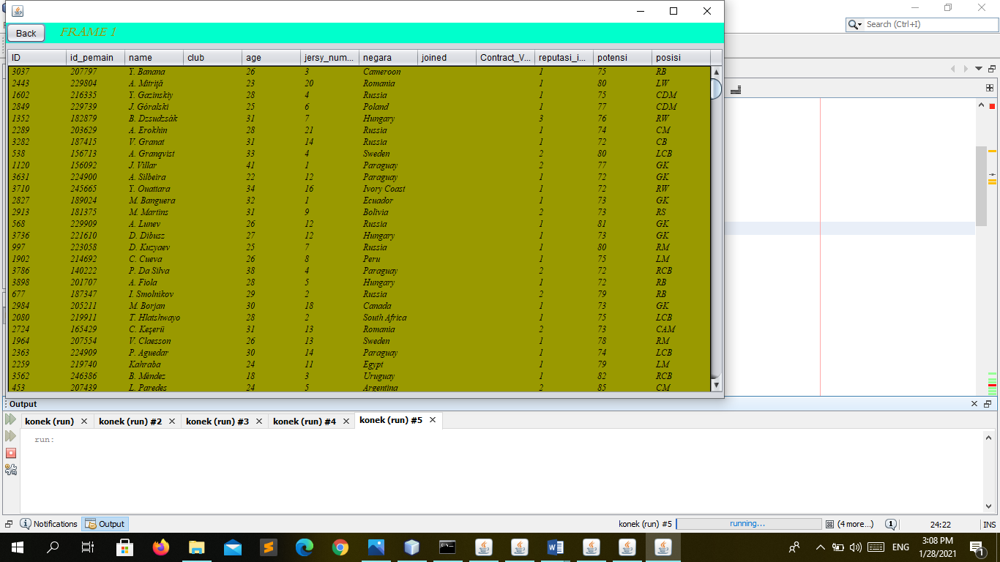 Back FRAME 1
Search (Ctrl+I)
ID id_pemain name club age jersy_num... negara joined Contract_V... reputasi_i... potensi posisi
3037 207797 Y. Banana 26 3 Cameroon 1 75 RB
2443 229804 A. Mitriță 23 20 Romania 1 80 LW
1602 216335 Y. Gazinskiy 28 4 Russia 1 75 CDM
2849 229739 J. Góralski 25 6 Poland 1 77 CDM
1352 182879 B. Dzsudzsák 31 7 Hungary 3 76 RW
2289 203629 A. Erokhin 28 21 Russia 1 74 CM
3282 187415 V. Granat 31 14 Russia 1 72 CB
538 156713 A. Granqvist 33 4 Sweden 2 80 LCB
1120 156092 J. Villar 41 1 Paraguay 2 77 GK
3631 224900 A. Silbeira 22 12 Paraguay 1 72 GK
3710 245665 Y. Ouattara 34 16 Ivory Coast 1 72 RW
2827 189024 M. Banguera 32 1 Ecuador 1 73 GK
2913 181375 M. Martins 31 9 Bolivia 2 73 RS
568 229909 A. Lunev 26 12 Russia 1 81 GK
3736 221610 D. Dibusz 27 12 Hungary 1 73 GK
997 223058 D. Kuzyaev 25 7 Russia 1 80 RM
1902 214692 C. Cueva 26 8 Peru 1 75 LM
3786 140222 P. Da Silva 38 4 Paraguay 2 72 RCB
3898 201707 A. Fiola 28 5 Hungary 1 72 RB
677 187347 I. Smolnikov 29 2 Russia 2 79 RB
2984 205211 M. Borjan 30 18 Canada 1 73 GK
2080 219911 T. Hlatshwayo 28 2 South Africa 1 75 LCB
2724 165429 C. Keșerü 31 13 Romania 2 73 CAM
1964 207554 V. Claesson 26 13 Sweden 1 78 RM
2363 224909 P. Aguedar 30 14 Paraguay 1 74 LCB
2259 219740 Kahraba 24 11 Egypt 1 79 LM
3562 246386 B. Méndez 18 3 Uruguay 1 82 RCB
453 207439 L. Paredes 24 5 Argentina 2 85 CM
Output
konek (run) konek (run) #2 konek (run) #3 konek (run) #4 konek (run) #5
run:
Notifications Output konek (run) #5 running... (4 more...) 1 24:22 INS
ENG 3:08 PM
1/28/2021 1